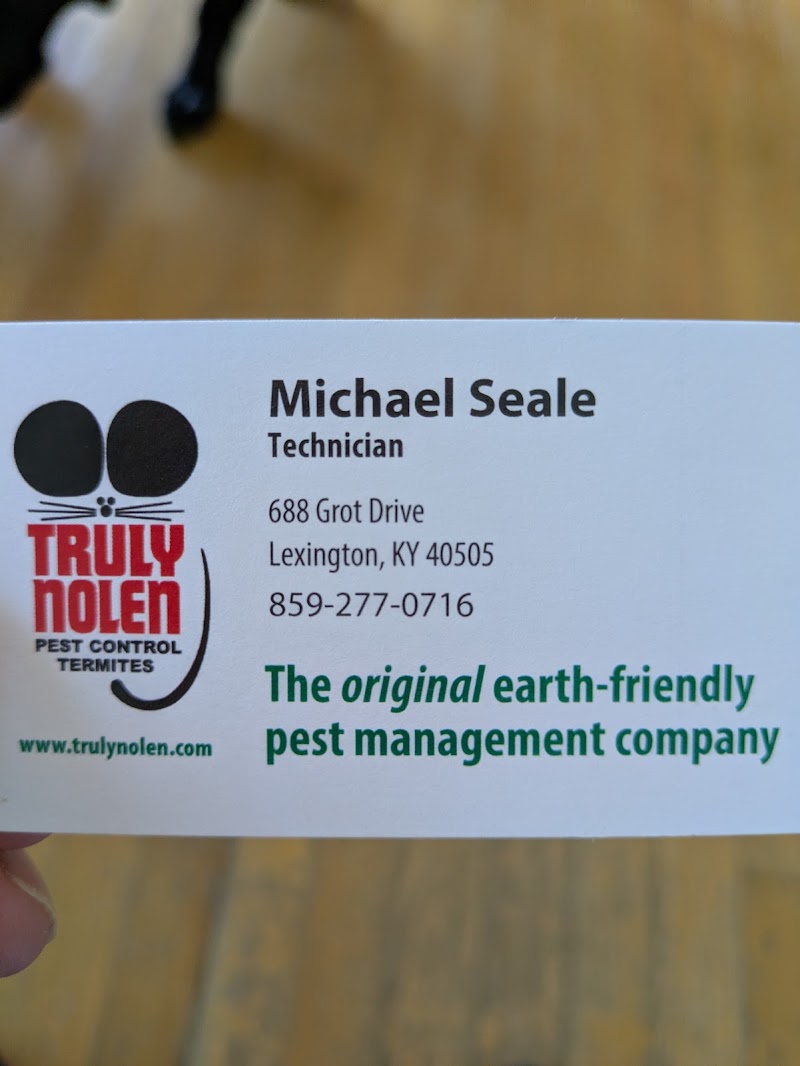 Michael Seale
Technician
688 Grot Drive
Lexington, KY 40505
859-277-0716
The original earth-friendly
pest management company
TRULY
NOLEN
PEST CONTROL
TERMITES
www.trulynolen.com